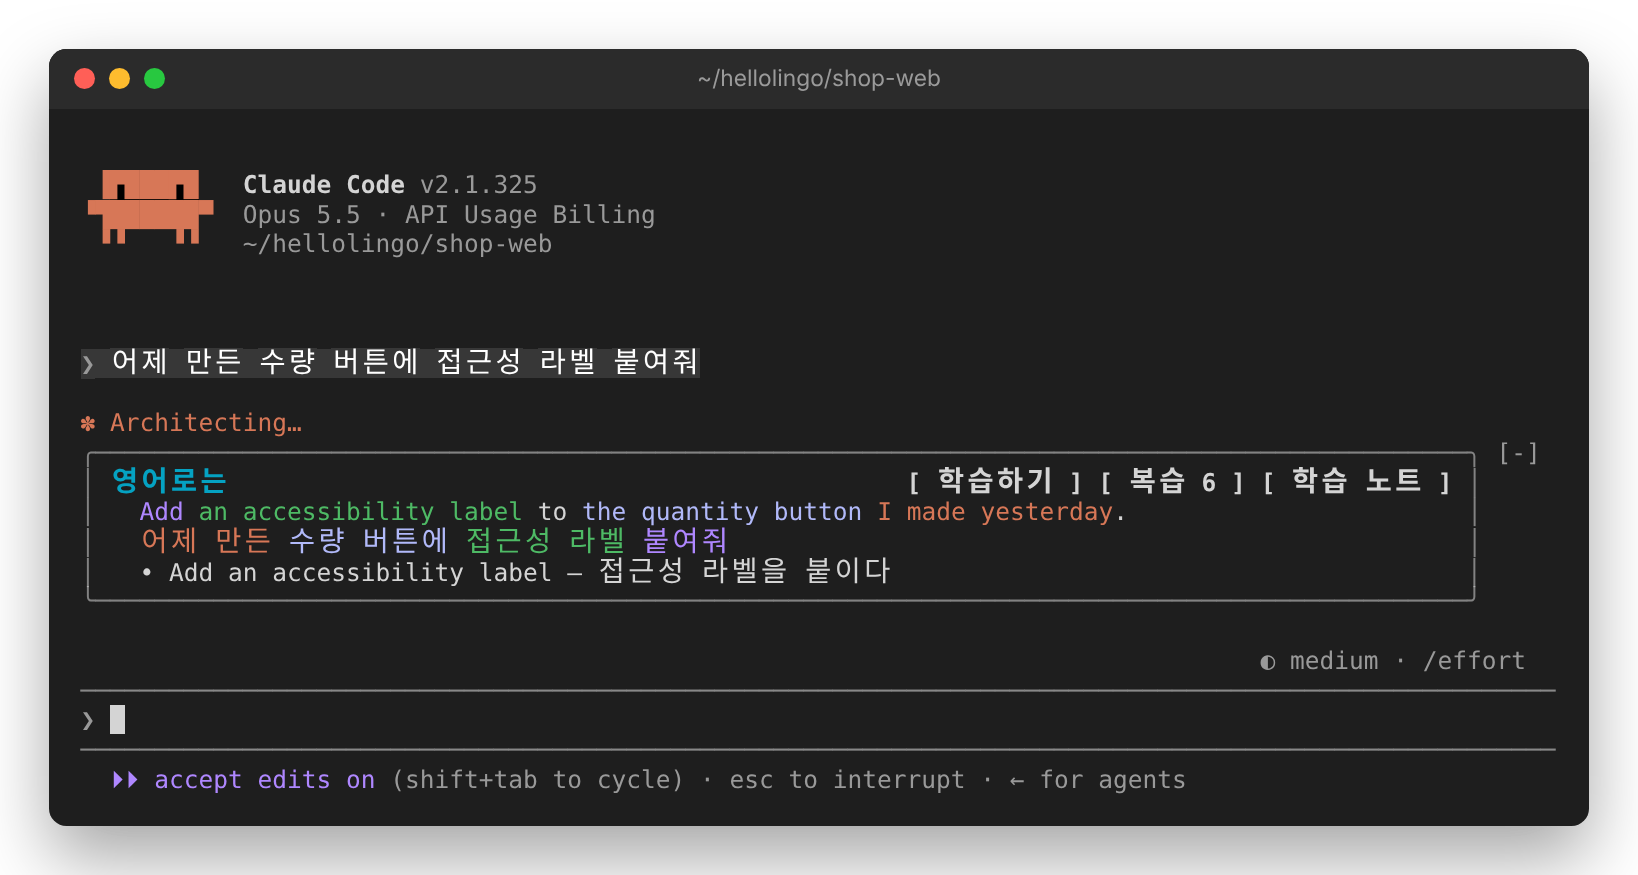 ~/hellolingo/shop-web
Claude Code v2.1.325
Opus 5.5 · API Usage Billing
~/hellolingo/shop-web
❯ 어제 만든 수량 버튼에 접근성 라벨 붙여줘
✽ Architecting…
[-]
영어로는 [ 학습하기 ] [ 복습 6 ] [ 학습 노트 ]
Add an accessibility label to the quantity button I made yesterday.
어제 만든 수량 버튼에 접근성 라벨 붙여줘
• Add an accessibility label — 접근성 라벨을 붙이다
◐ medium · /effort
❯
⏵⏵ accept edits on (shift+tab to cycle) · esc to interrupt · ← for agents